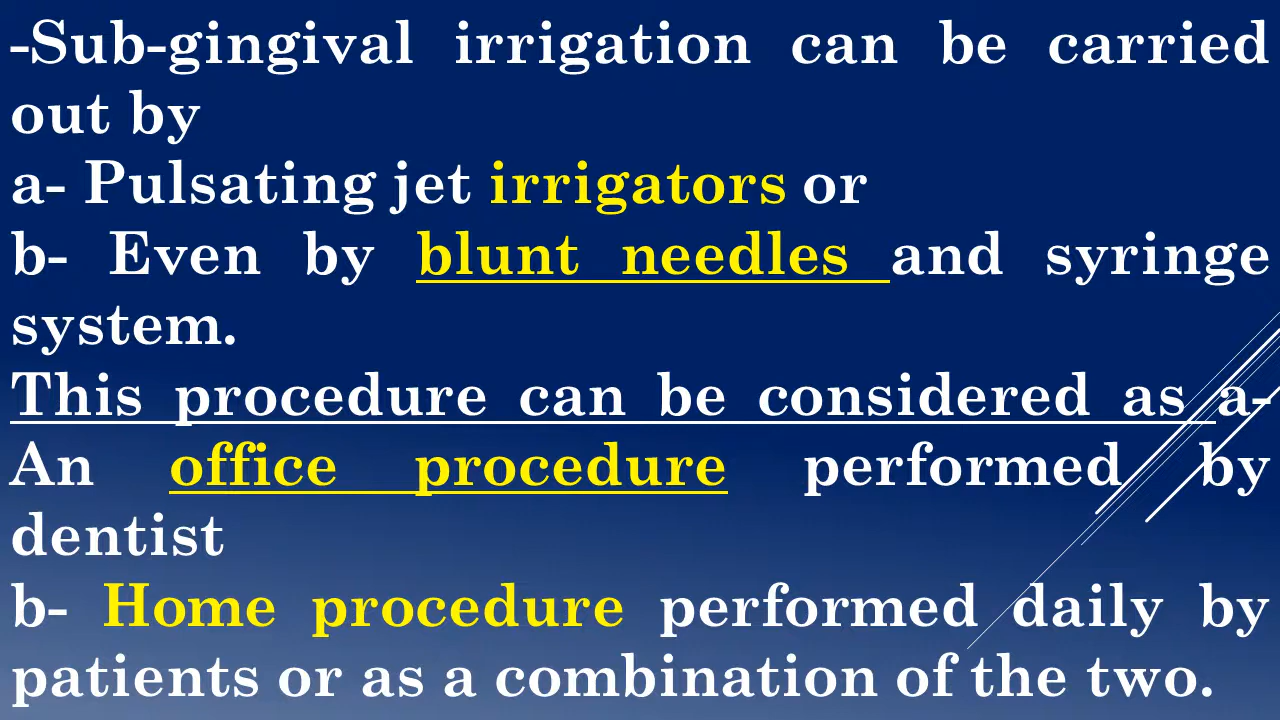 -Sub-gingival irrigation can be carried
out by
a- Pulsating jet irrigators or
b- Even by blunt needles and syringe
system.
This procedure can be considered as a-
An office procedure performed by
dentist
b- Home procedure performed daily by
patients or as a combination of the two.